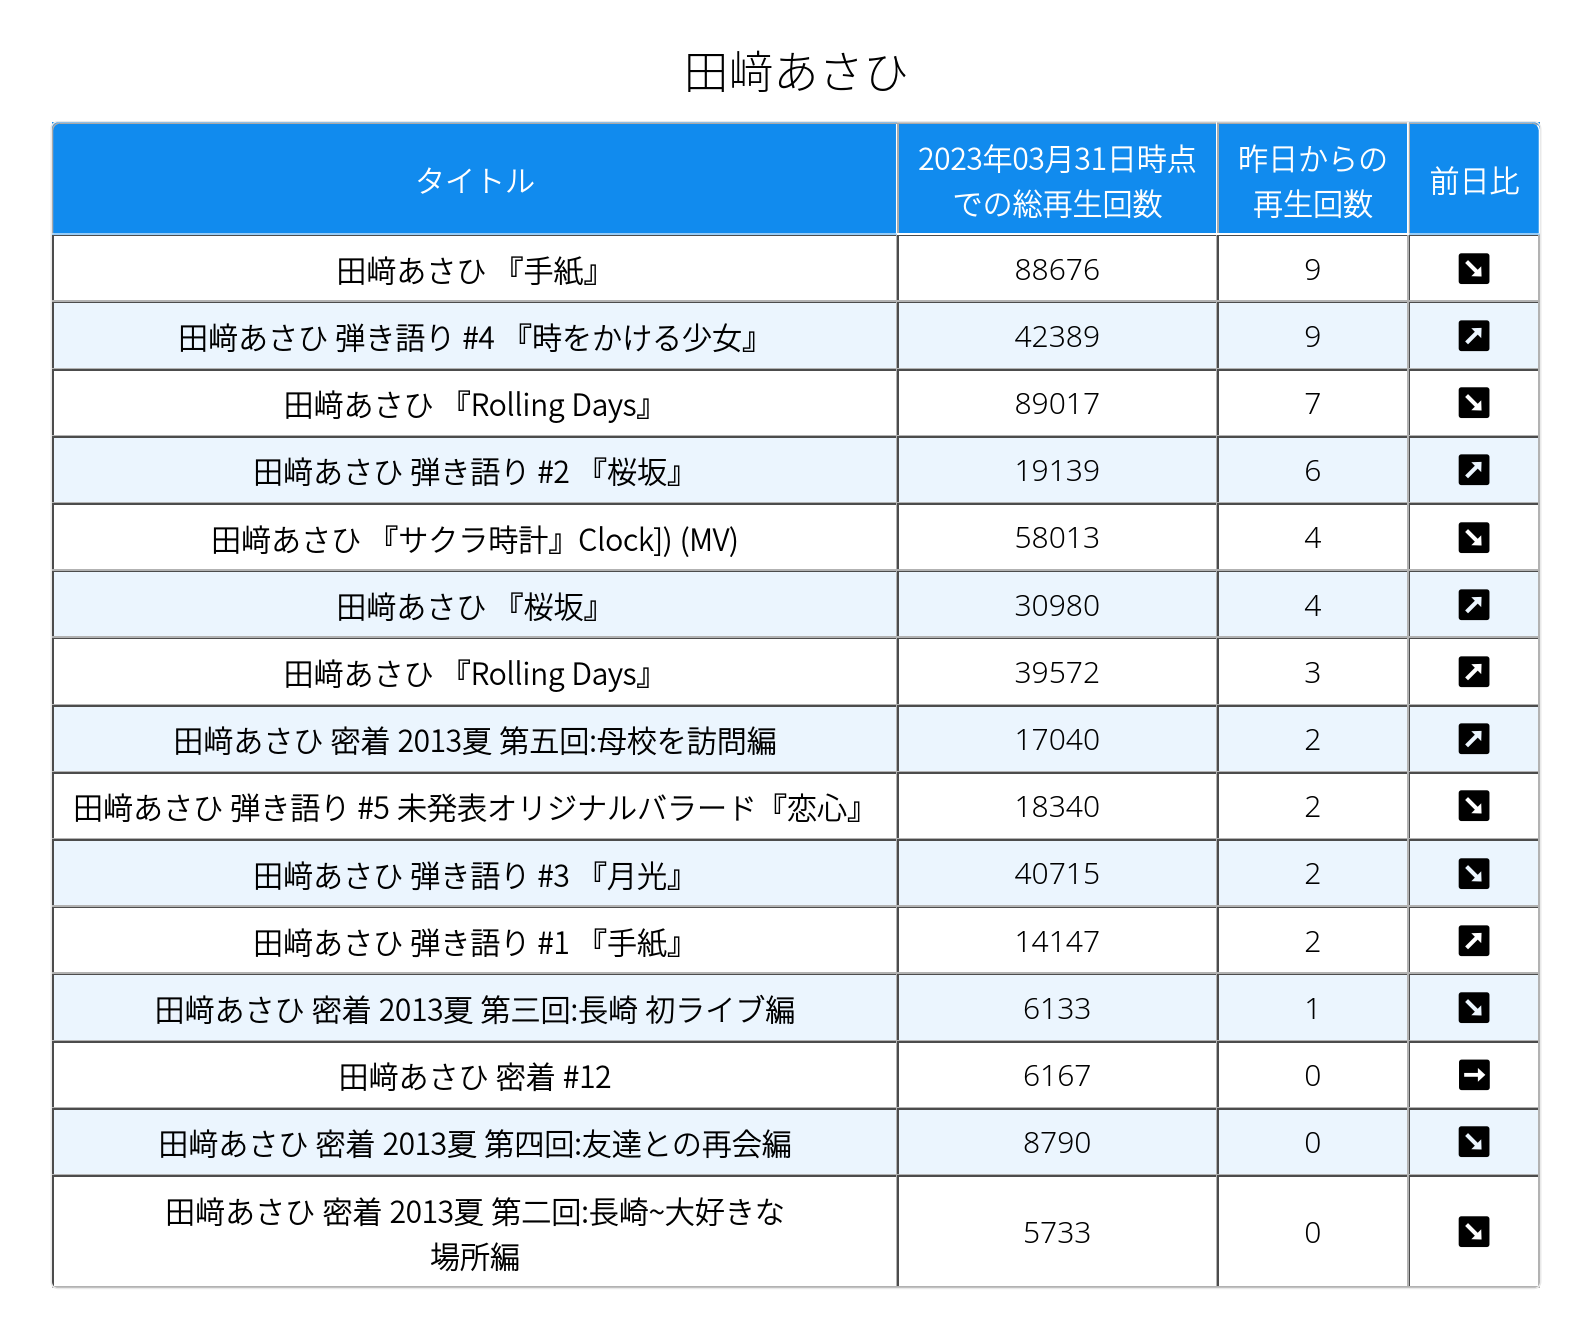 田﨑あさひ
タイトル
2023年03月31日時点
での総再生回数
昨日からの
再生回数
前日比
田﨑あさひ 『手紙』 88676 9
田﨑あさひ 弾き語り #4 『時をかける少女』 42389 9
田﨑あさひ 『Rolling Days』 89017 7
田﨑あさひ 弾き語り #2 『桜坂』 19139 6
田﨑あさひ 『サクラ時計』Clock]) (MV) 58013 4
田﨑あさひ 『桜坂』 30980 4
田﨑あさひ 『Rolling Days』 39572 3
田﨑あさひ 密着 2013夏 第五回:母校を訪問編 17040 2
田﨑あさひ 弾き語り #5 未発表オリジナルバラード『恋心』 18340 2
田﨑あさひ 弾き語り #3 『月光』 40715 2
田﨑あさひ 弾き語り #1 『手紙』 14147 2
田﨑あさひ 密着 2013夏 第三回:長崎 初ライブ編 6133 1
田﨑あさひ 密着 #12 6167 0
田﨑あさひ 密着 2013夏 第四回:友達との再会編 8790 0
田﨑あさひ 密着 2013夏 第二回:長崎~大好きな
場所編 5733 0